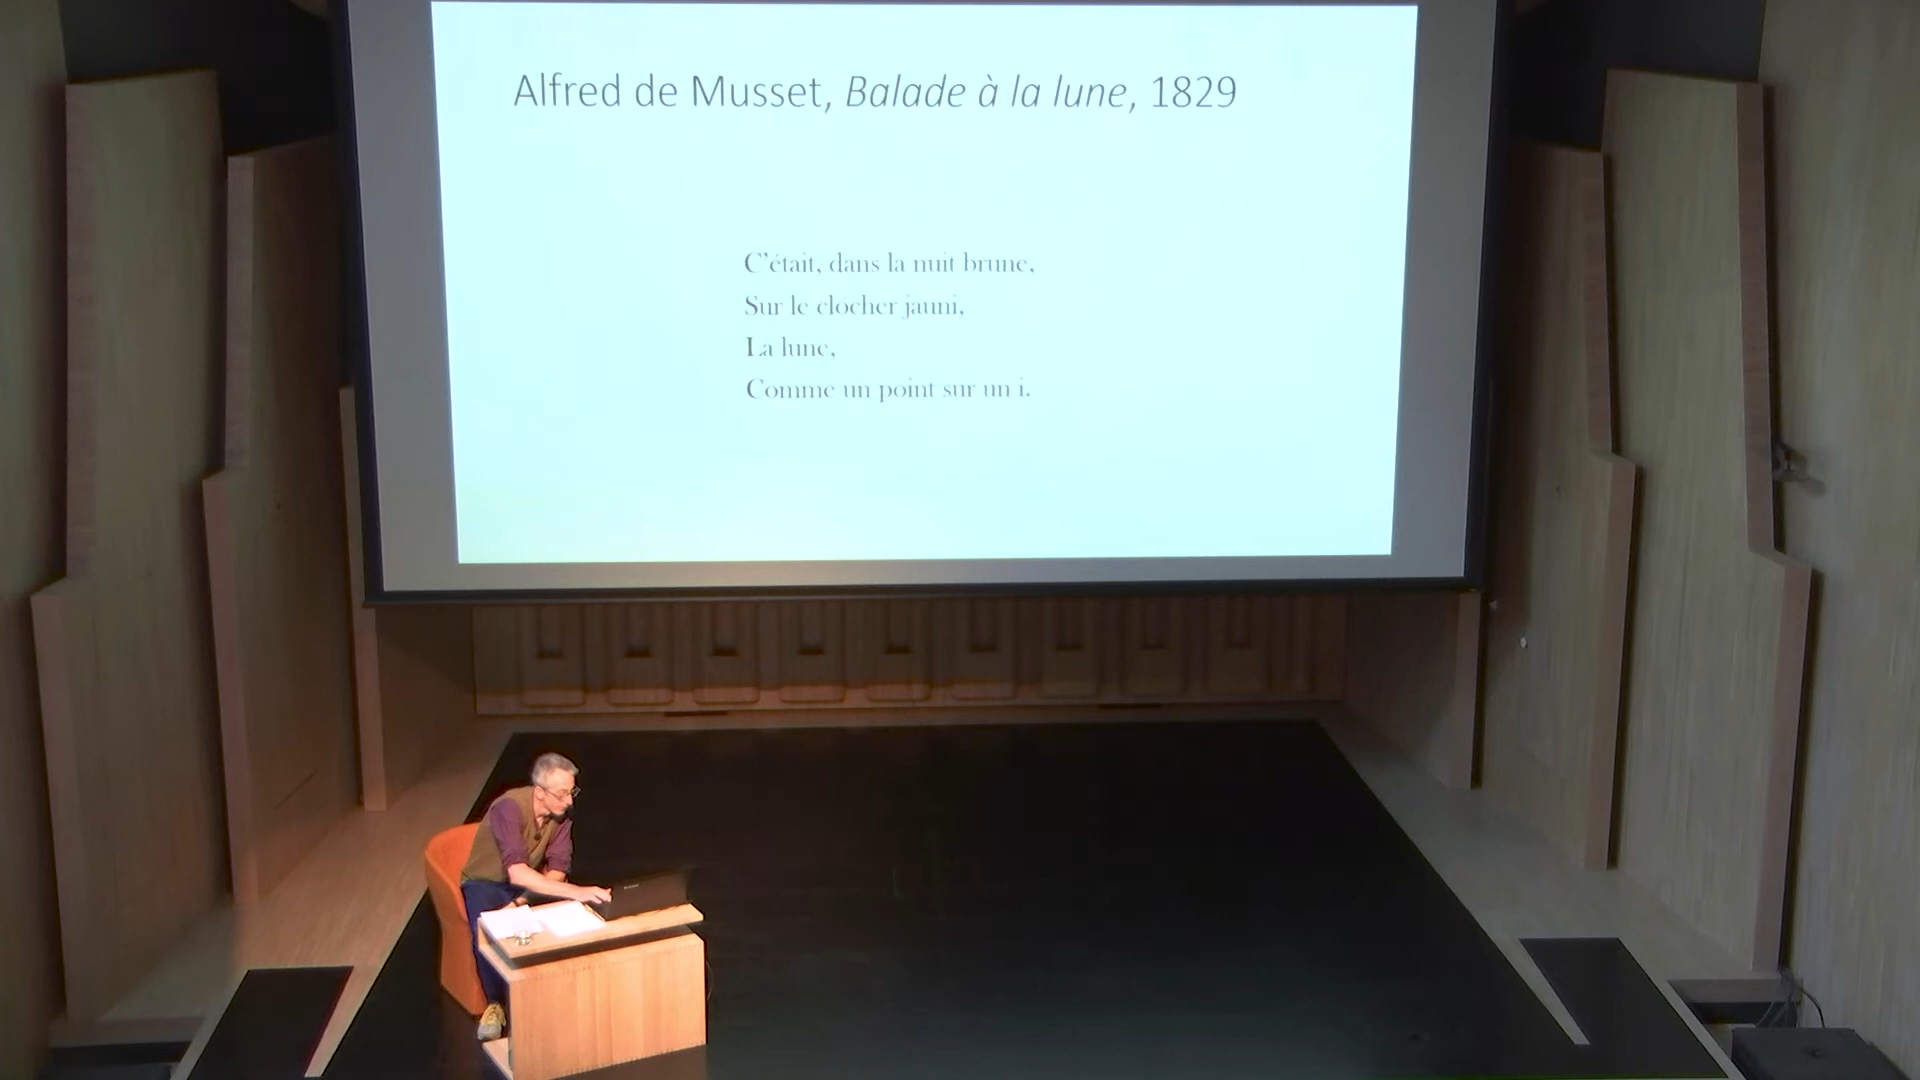 Alfred de Musset, Balade à la lune, 1829
C'était, dans la nuit brune,
Sur le clocher jauni,
La lune,
Comme un point sur un i.